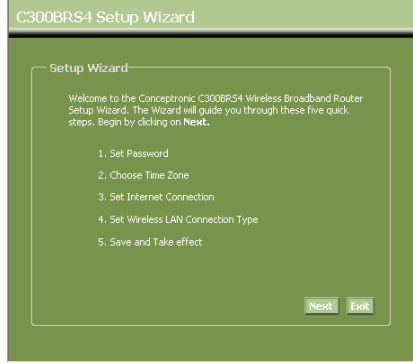 C300BRS4 Setup Wizard
Setup Wizard
Welcome to the Conceptronic C300BRS4 Wireless Broadband Router
Setup Wizard. The Wizard will guide you through these five quick
steps. Begin by clicking on Next.
1. Set Password
2. Choose Time Zone
3. Set Internet Connection
4. Set Wireless LAN Connection Type
5. Save and Take effect
Next Exit